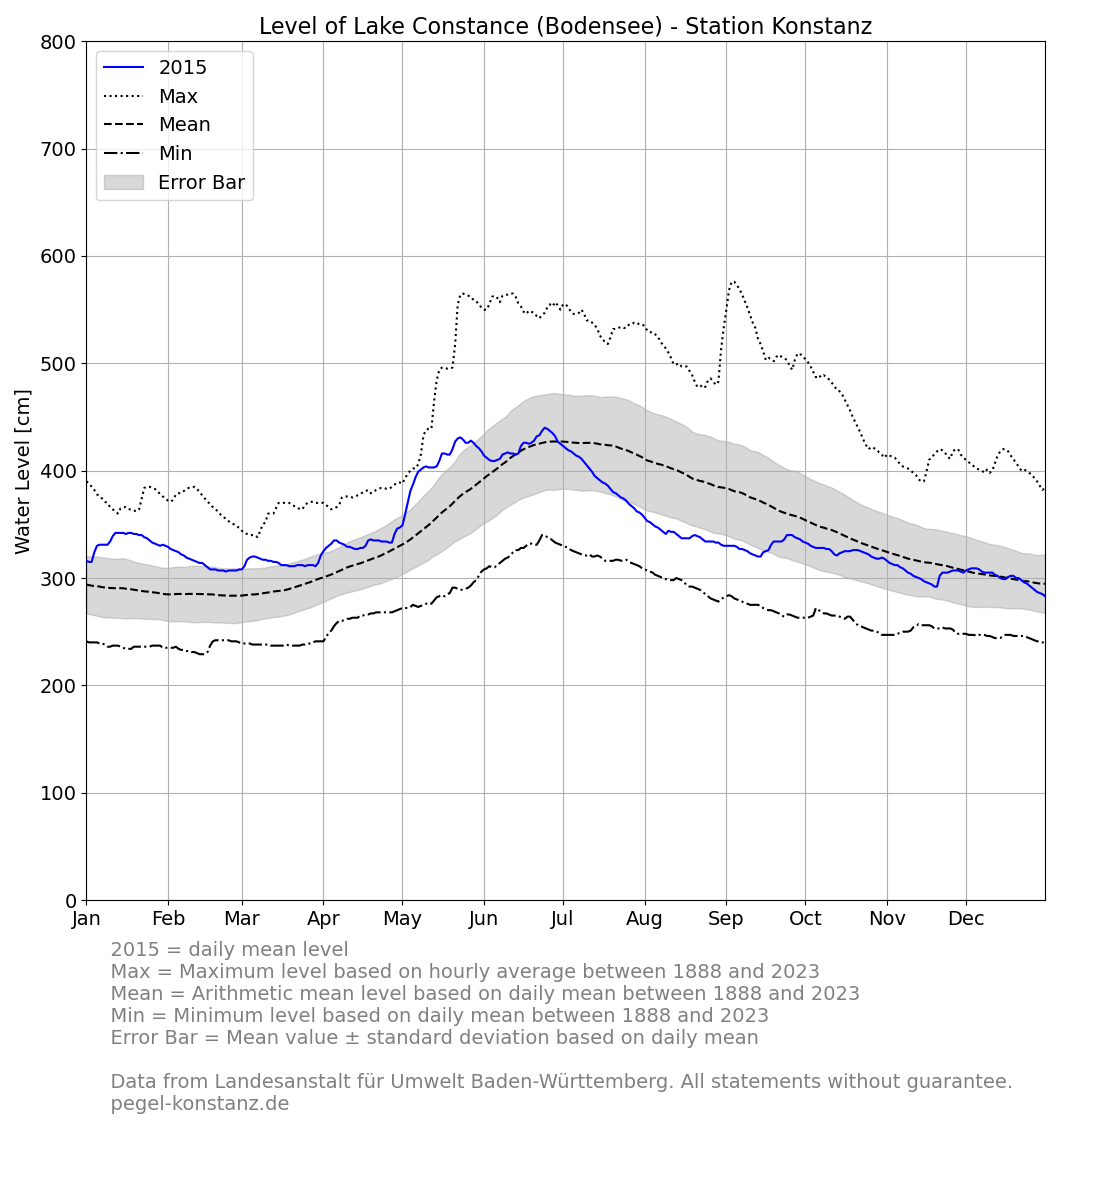 Level of Lake Constance (Bodensee) - Station Konstanz
800
700
600
500
400
300
200
100
0
Water Level [cm]
2015
Max
Mean
Min
Error Bar
Jan Feb Mar Apr May Jun Jul Aug Sep Oct Nov Dec
2015 = daily mean level
Max = Maximum level based on hourly average between 1888 and 2023
Mean = Arithmetic mean level based on daily mean between 1888 and 2023
Min = Minimum level based on daily mean between 1888 and 2023
Error Bar = Mean value ± standard deviation based on daily mean
Data from Landesanstalt für Umwelt Baden-Württemberg. All statements without guarantee.
pegel-konstanz.de